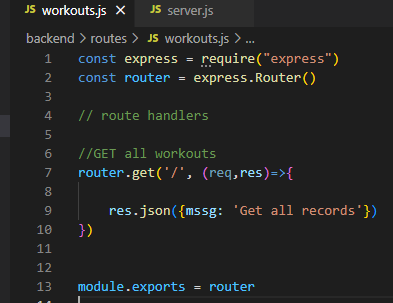 JS workouts.js X JS server.js
backend > routes > JS workouts.js > ...
1 const express = require("express")
2 const router = express.Router()
3
4 // route handlers
5
6 //GET all workouts
7 router.get('/', (req,res)=>{
8
9 res.json({mssg: 'Get all records'})
10 })
11
12
13 module.exports = router